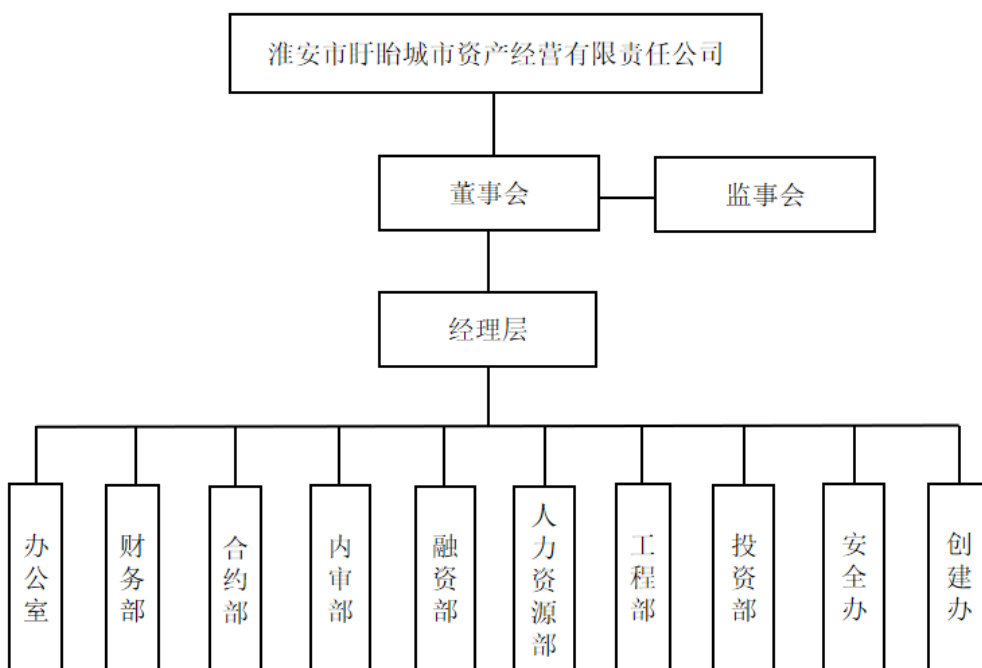 淮安市盱眙城市资产经营有限责任公司
董事会
监事会
经理层
办公室
财务部
合约部
内审部
融资部
人力资源部
工程部
投资部
安全办
创建办